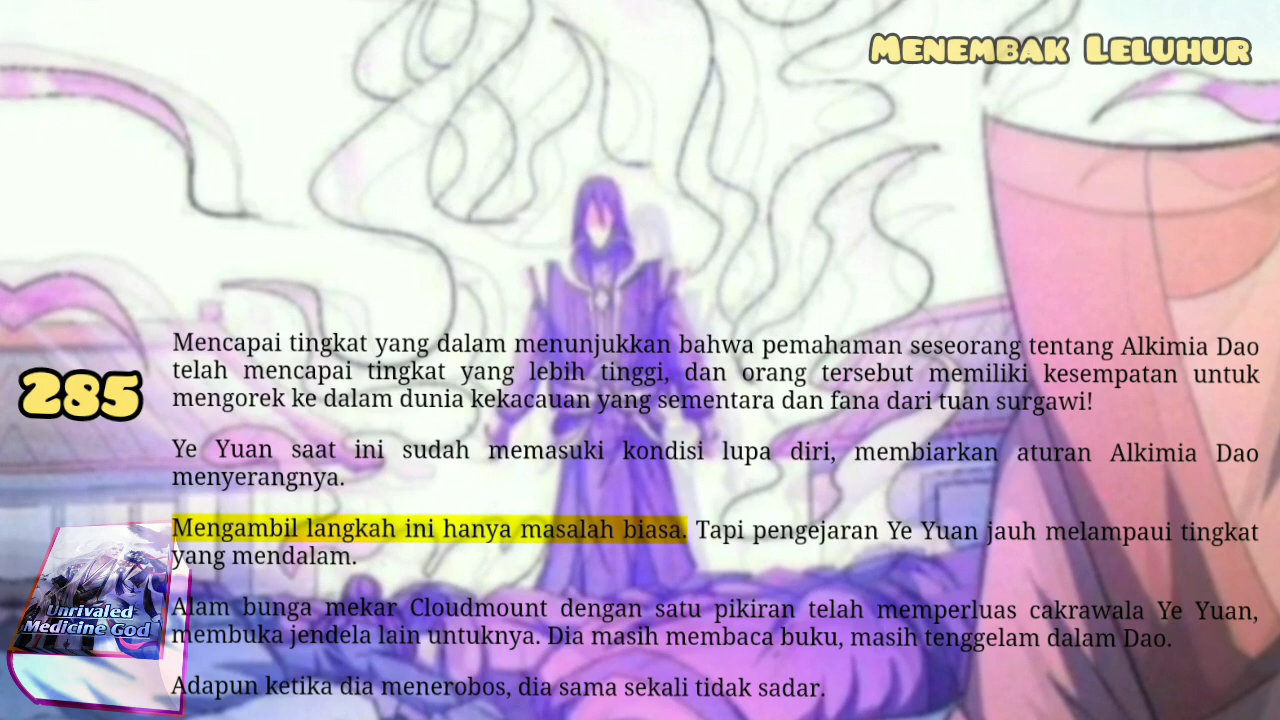 Menembak Leluhur
Mencapai tingkat yang dalam menunjukkan bahwa pemahaman seseorang tentang Alkimia Dao
telah mencapai tingkat yang lebih tinggi, dan orang tersebut memiliki kesempatan untuk
mengorek ke dalam dunia kekacauan yang sementara dan fana dari tuan surgawi!
285
Ye Yuan saat ini sudah memasuki kondisi lupa diri, membiarkan aturan Alkimia Dao
menyerangnya.
Mengambil langkah ini hanya masalah biasa. Tapi pengejaran Ye Yuan jauh melampaui tingkat
yang mendalam.
Alam bunga mekar Cloudmount dengan satu pikiran telah memperluas cakrawala Ye Yuan,
membuka jendela lain untuknya. Dia masih membaca buku, masih tenggelam dalam Dao.
Adapun ketika dia menerobos, dia sama sekali tidak sadar.
Unrivaled
Medicine God